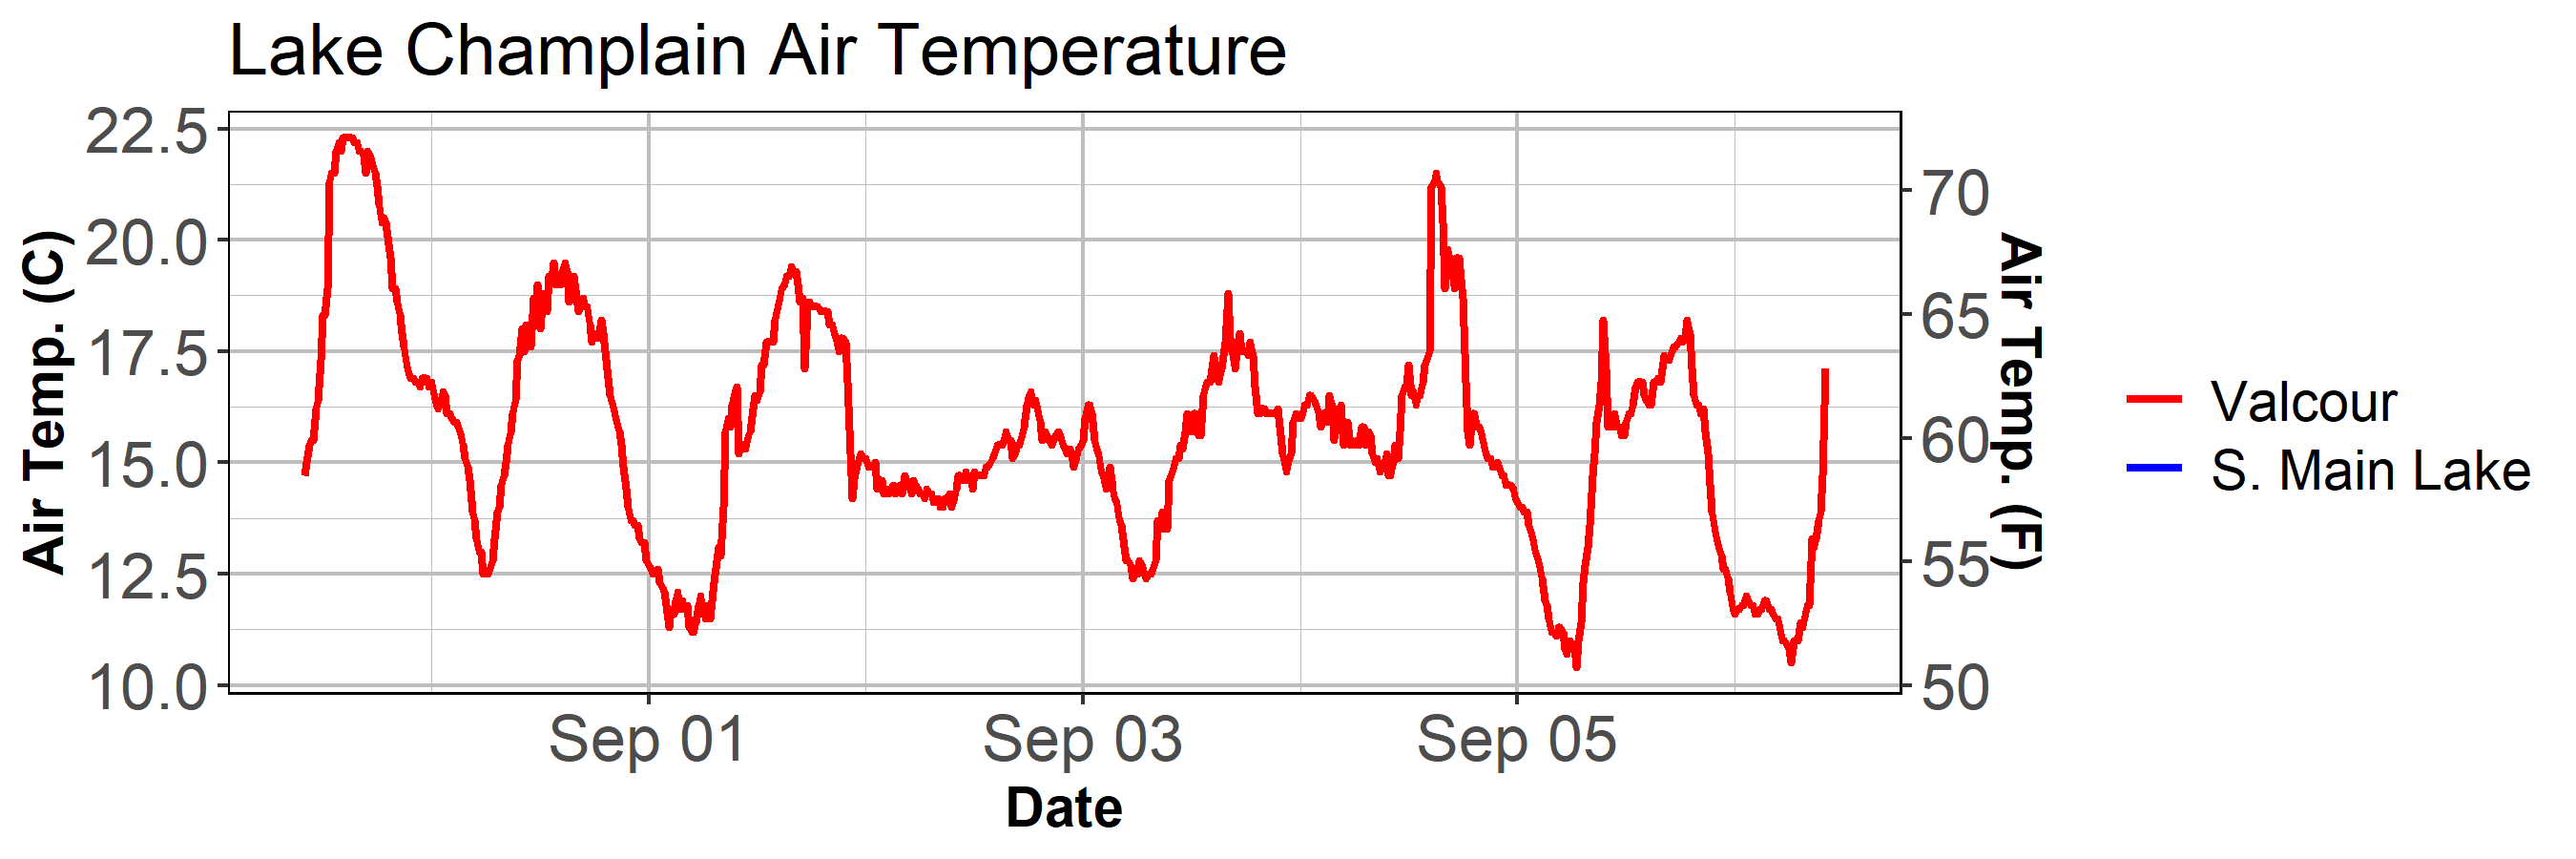 Lake Champlain Air Temperature
22.5
20.0
17.5
15.0
12.5
10.0
Air Temp. (C)
70
65
60
55
50
Air Temp. (F)
Sep 01
Sep 03
Sep 05
Date
Valcour
S. Main Lake